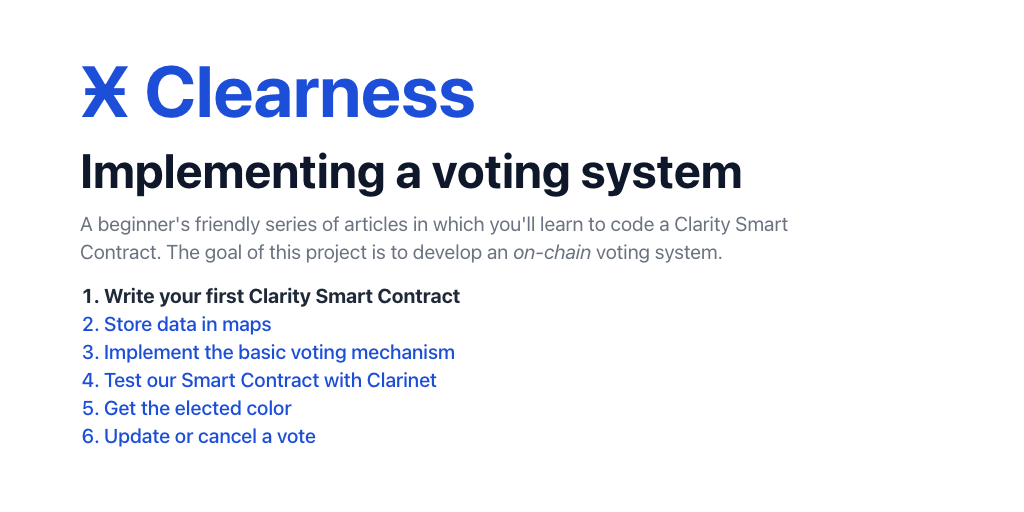 Ӿ Clearness
Implementing a voting system
A beginner's friendly series of articles in which you'll learn to code a Clarity Smart
Contract. The goal of this project is to develop an on-chain voting system.
1. Write your first Clarity Smart Contract
2. Store data in maps
3. Implement the basic voting mechanism
4. Test our Smart Contract with Clarinet
5. Get the elected color
6. Update or cancel a vote